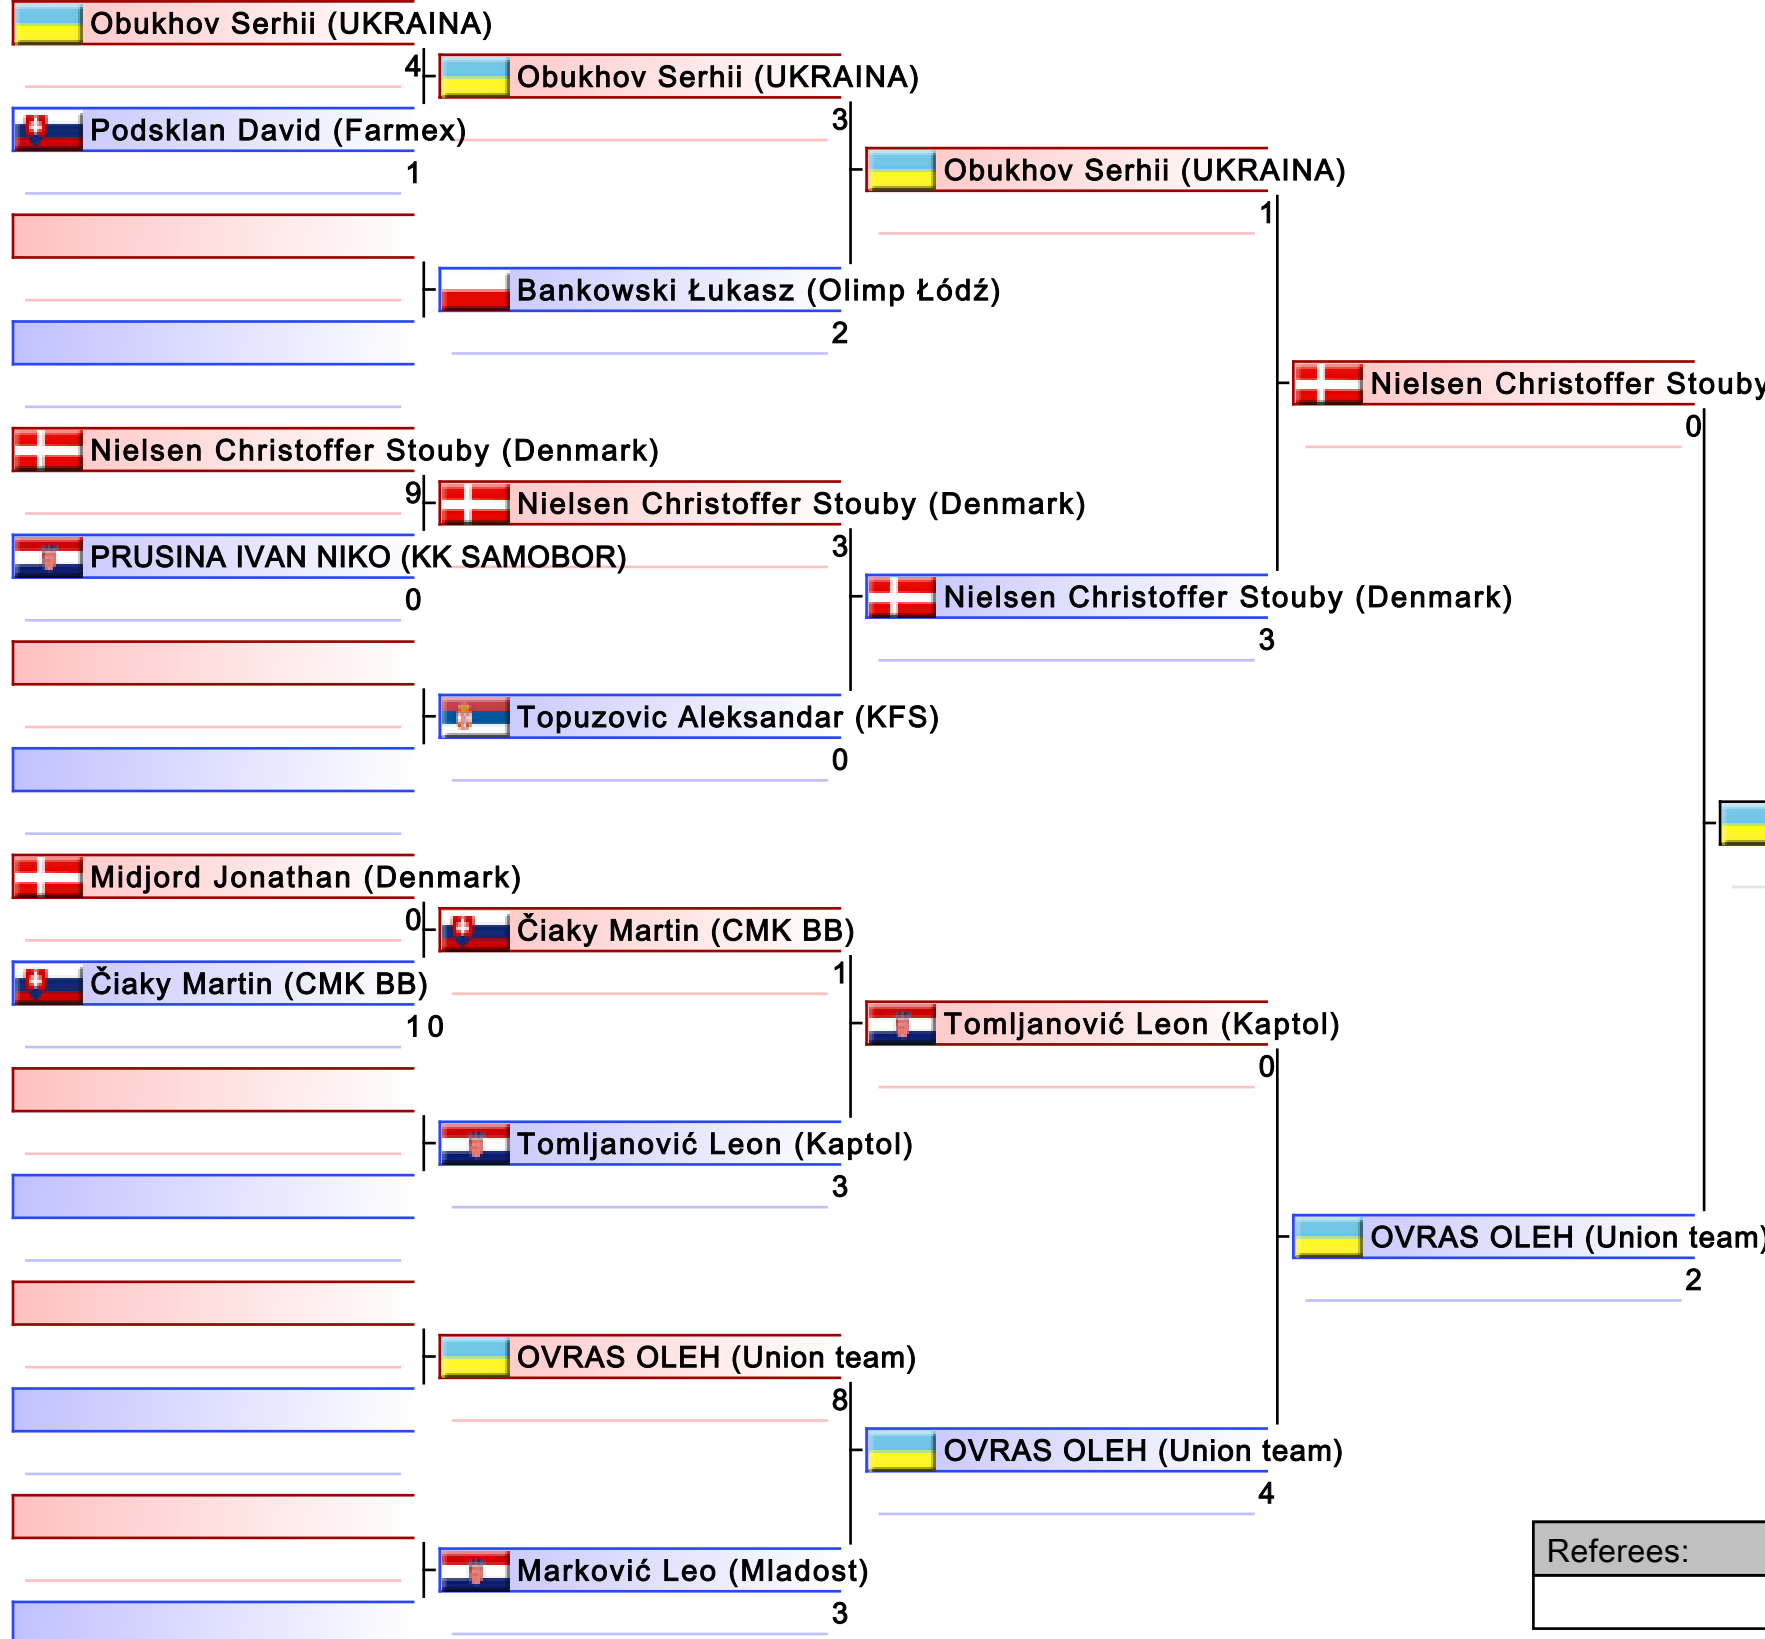 Obukhov Serhii (UKRAINA)
4
Obukhov Serhii (UKRAINA)
3
Podsklan David (Farmex)
1
Obukhov Serhii (UKRAINA)
1
Bankowski Łukasz (Olimp Łódź)
2
Nielsen Christoffer Stouby
0
Nielsen Christoffer Stouby (Denmark)
9
Nielsen Christoffer Stouby (Denmark)
3
PRUSINA IVAN NIKO (KK SAMOBOR)
0
Nielsen Christoffer Stouby (Denmark)
3
Topuzovic Aleksandar (KFS)
0
Midjord Jonathan (Denmark)
0
Čiaky Martin (CMK BB)
1
Čiaky Martin (CMK BB)
10
Tomljanović Leon (Kaptol)
0
Tomljanović Leon (Kaptol)
3
OVRAS OLEH (Union team)
2
OVRAS OLEH (Union team)
8
OVRAS OLEH (Union team)
4
Marković Leo (Mladost)
3
Referees: